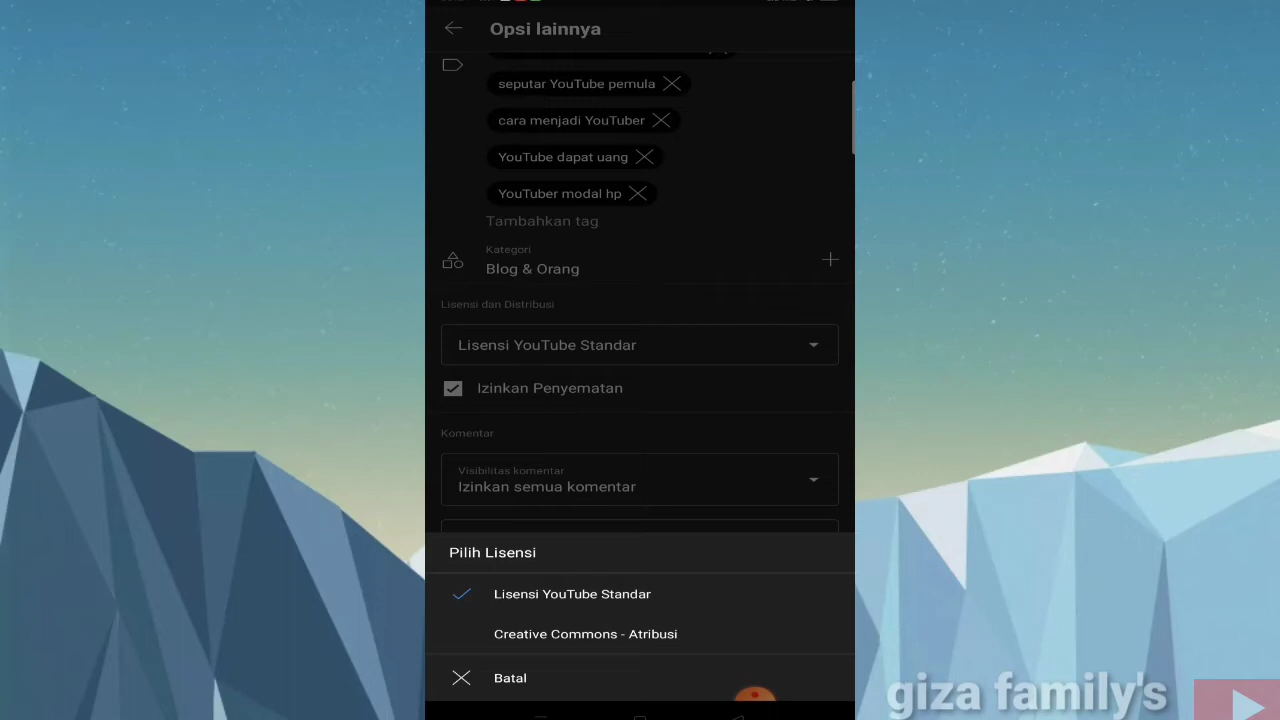 Opsi lainnya
seputar YouTube pemula
cara menjadi YouTuber
YouTube dapat uang
YouTuber modal hp
Tambahkan tag
Kategori
Blog & Orang
Lisensi dan Distribusi
Lisensi YouTube Standar
Izinkan Penyematan
Komentar
Visibilitas komentar
Izinkan semua komentar
Pilih Lisensi
Lisensi YouTube Standar
Creative Commons - Atribusi
Batal
giza family's